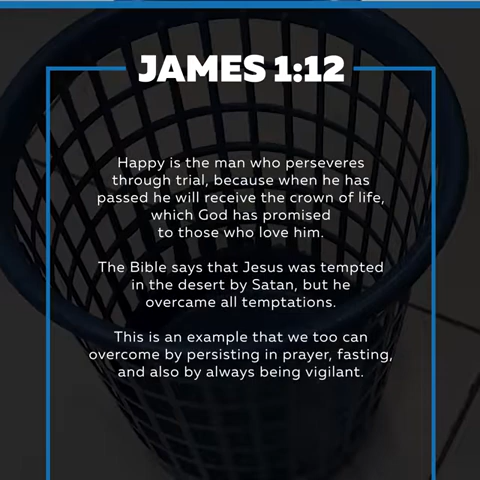 JAMES 1:12
Happy is the man who perseveres
through trial, because when he has
passed he will receive the crown of life,
which God has promised
to those who love him.
The Bible says that Jesus was tempted
in the desert by Satan, but he
overcame all temptations.
This is an example that we too can
overcome by persisting in prayer, fasting,
and also by always being vigilant.